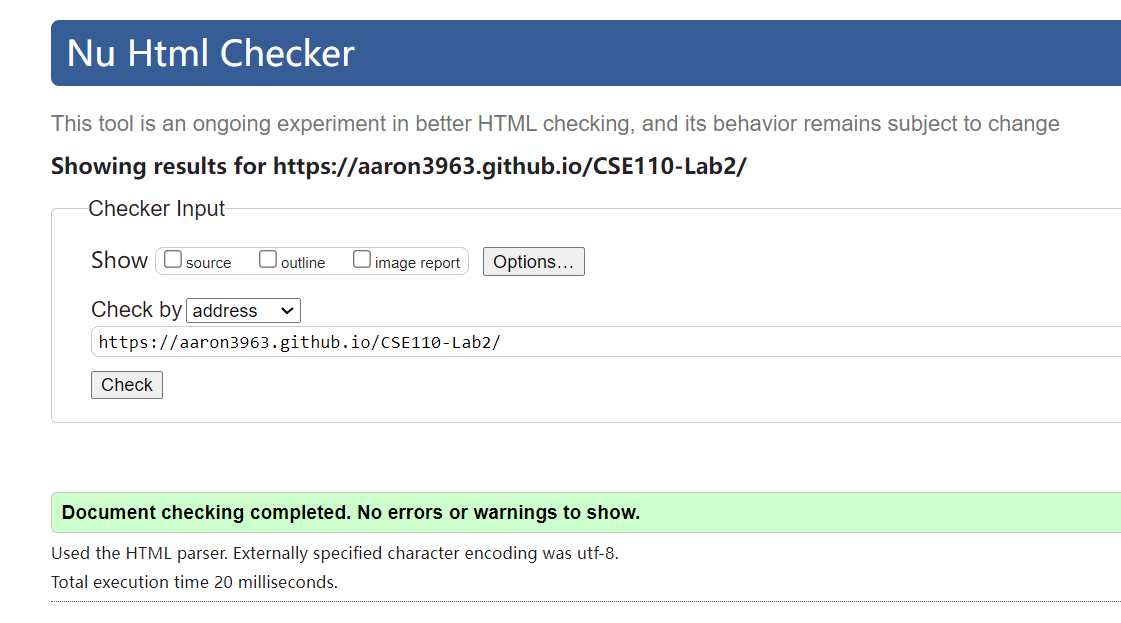 Nu Html Checker
This tool is an ongoing experiment in better HTML checking, and its behavior remains subject to change
Showing results for https://aaron3963.github.io/CSE110-Lab2/
Checker Input
Show source outline image report Options...
Check by address
https://aaron3963.github.io/CSE110-Lab2/
Check
Document checking completed. No errors or warnings to show.
Used the HTML parser. Externally specified character encoding was utf-8.
Total execution time 20 milliseconds.